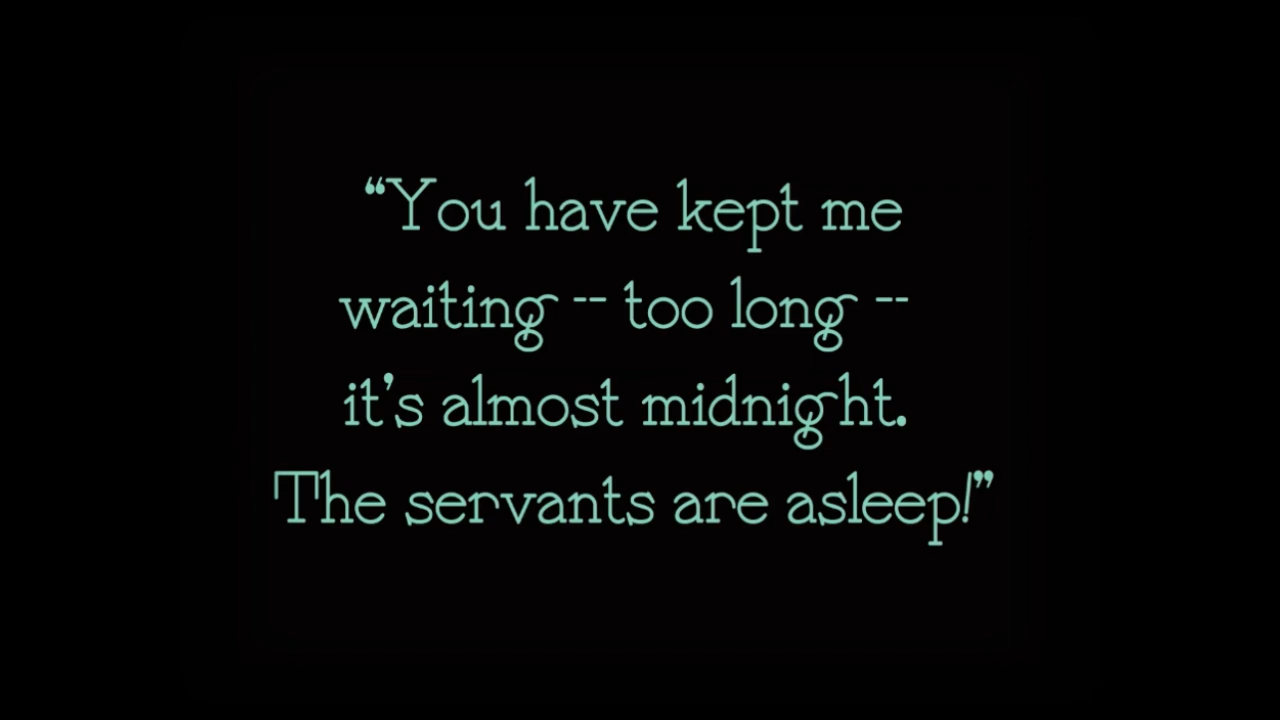 “You have kept me
waiting -- too long --
it’s almost midnight.
The servants are asleep!”